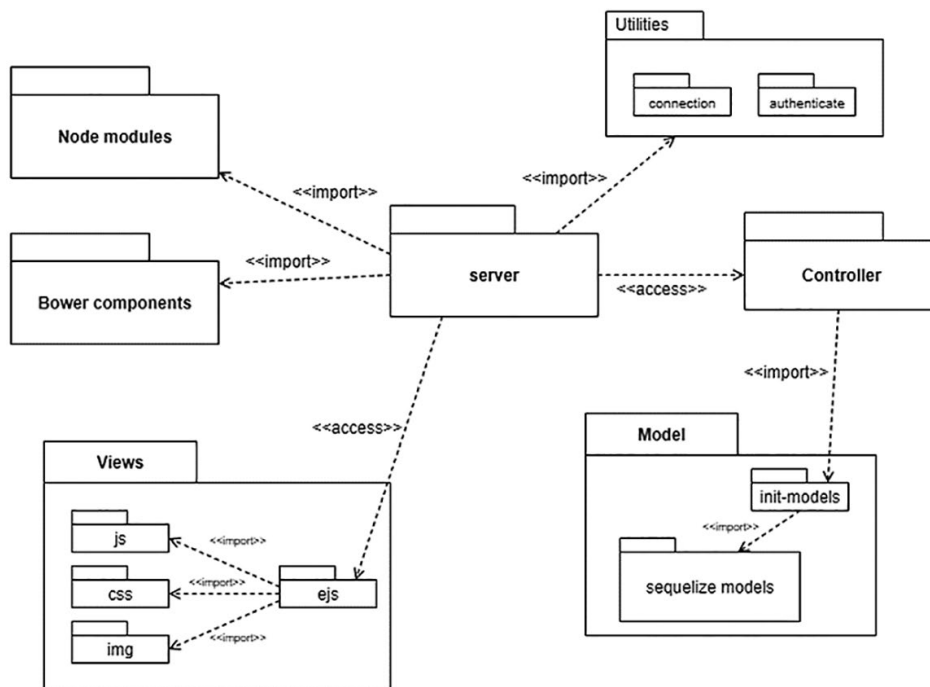 Utilities
connection
authenticate
Node modules
<<import>>
<<import>>
<<import>>
server
Bower components
<<access>>
Controller
<<import>>
<<access>>
Views
js
<<import>>
css
<<import>>
ejs
img
<<import>>
Model
init-models
<<import>>
sequelize models